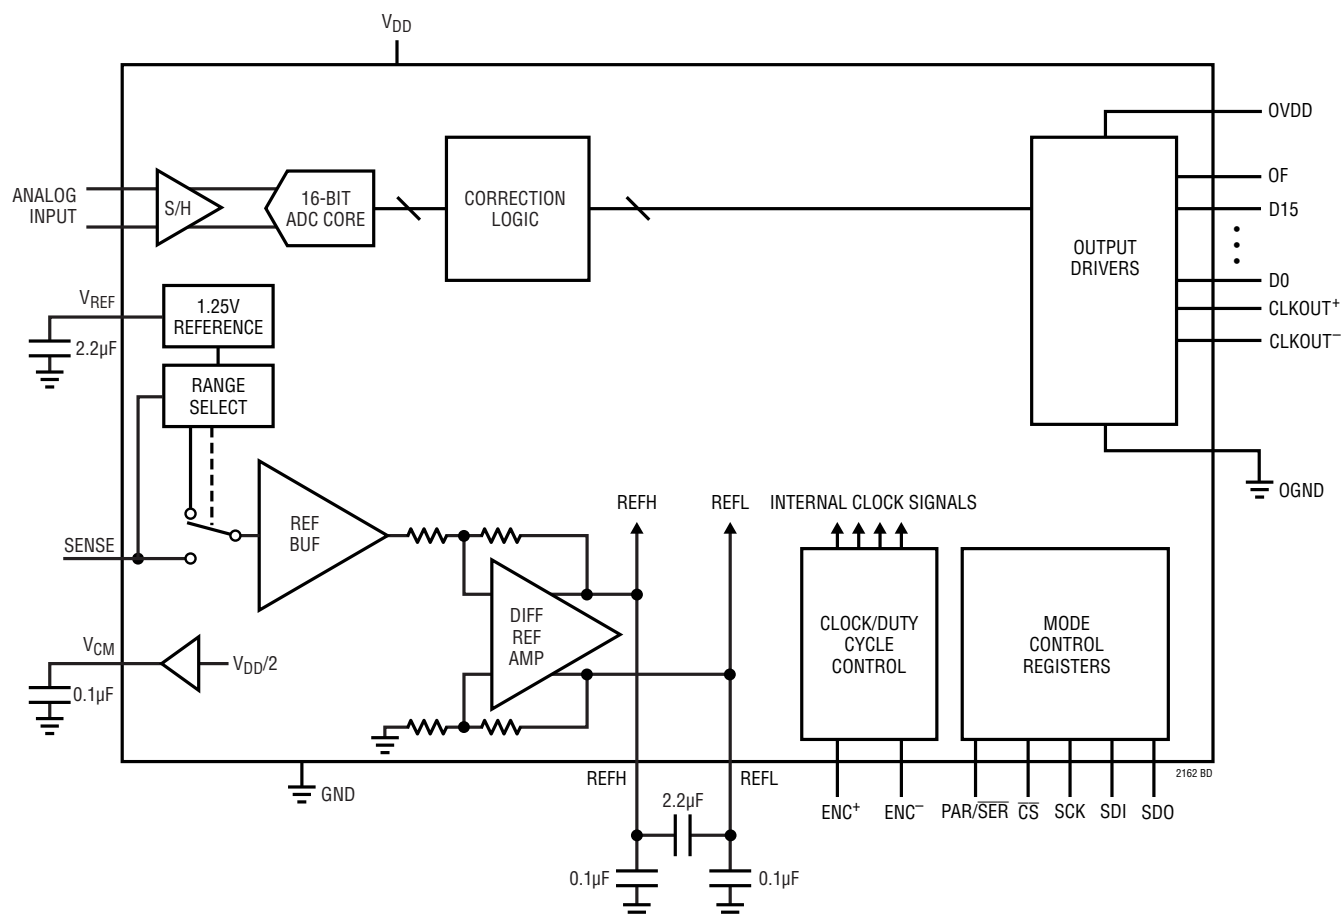 VDD
OVDD
ANALOG
INPUT
S/H
16-BIT
ADC CORE
CORRECTION
LOGIC
OUTPUT
DRIVERS
OF
D15
D0
CLKOUT+
CLKOUT–
OGND
VREF
2.2µF
1.25V
REFERENCE
RANGE
SELECT
SENSE
REF
BUF
REFH
REFL
INTERNAL CLOCK SIGNALS
DIFF
REF
AMP
CLOCK/DUTY
CYCLE
CONTROL
MODE
CONTROL
REGISTERS
VCM
0.1µF
VDD/2
GND
REFH
REFL
2.2µF
0.1µF
0.1µF
ENC+
ENC–
PAR/SER
CS
SCK
SDI
SDO
2162 BD